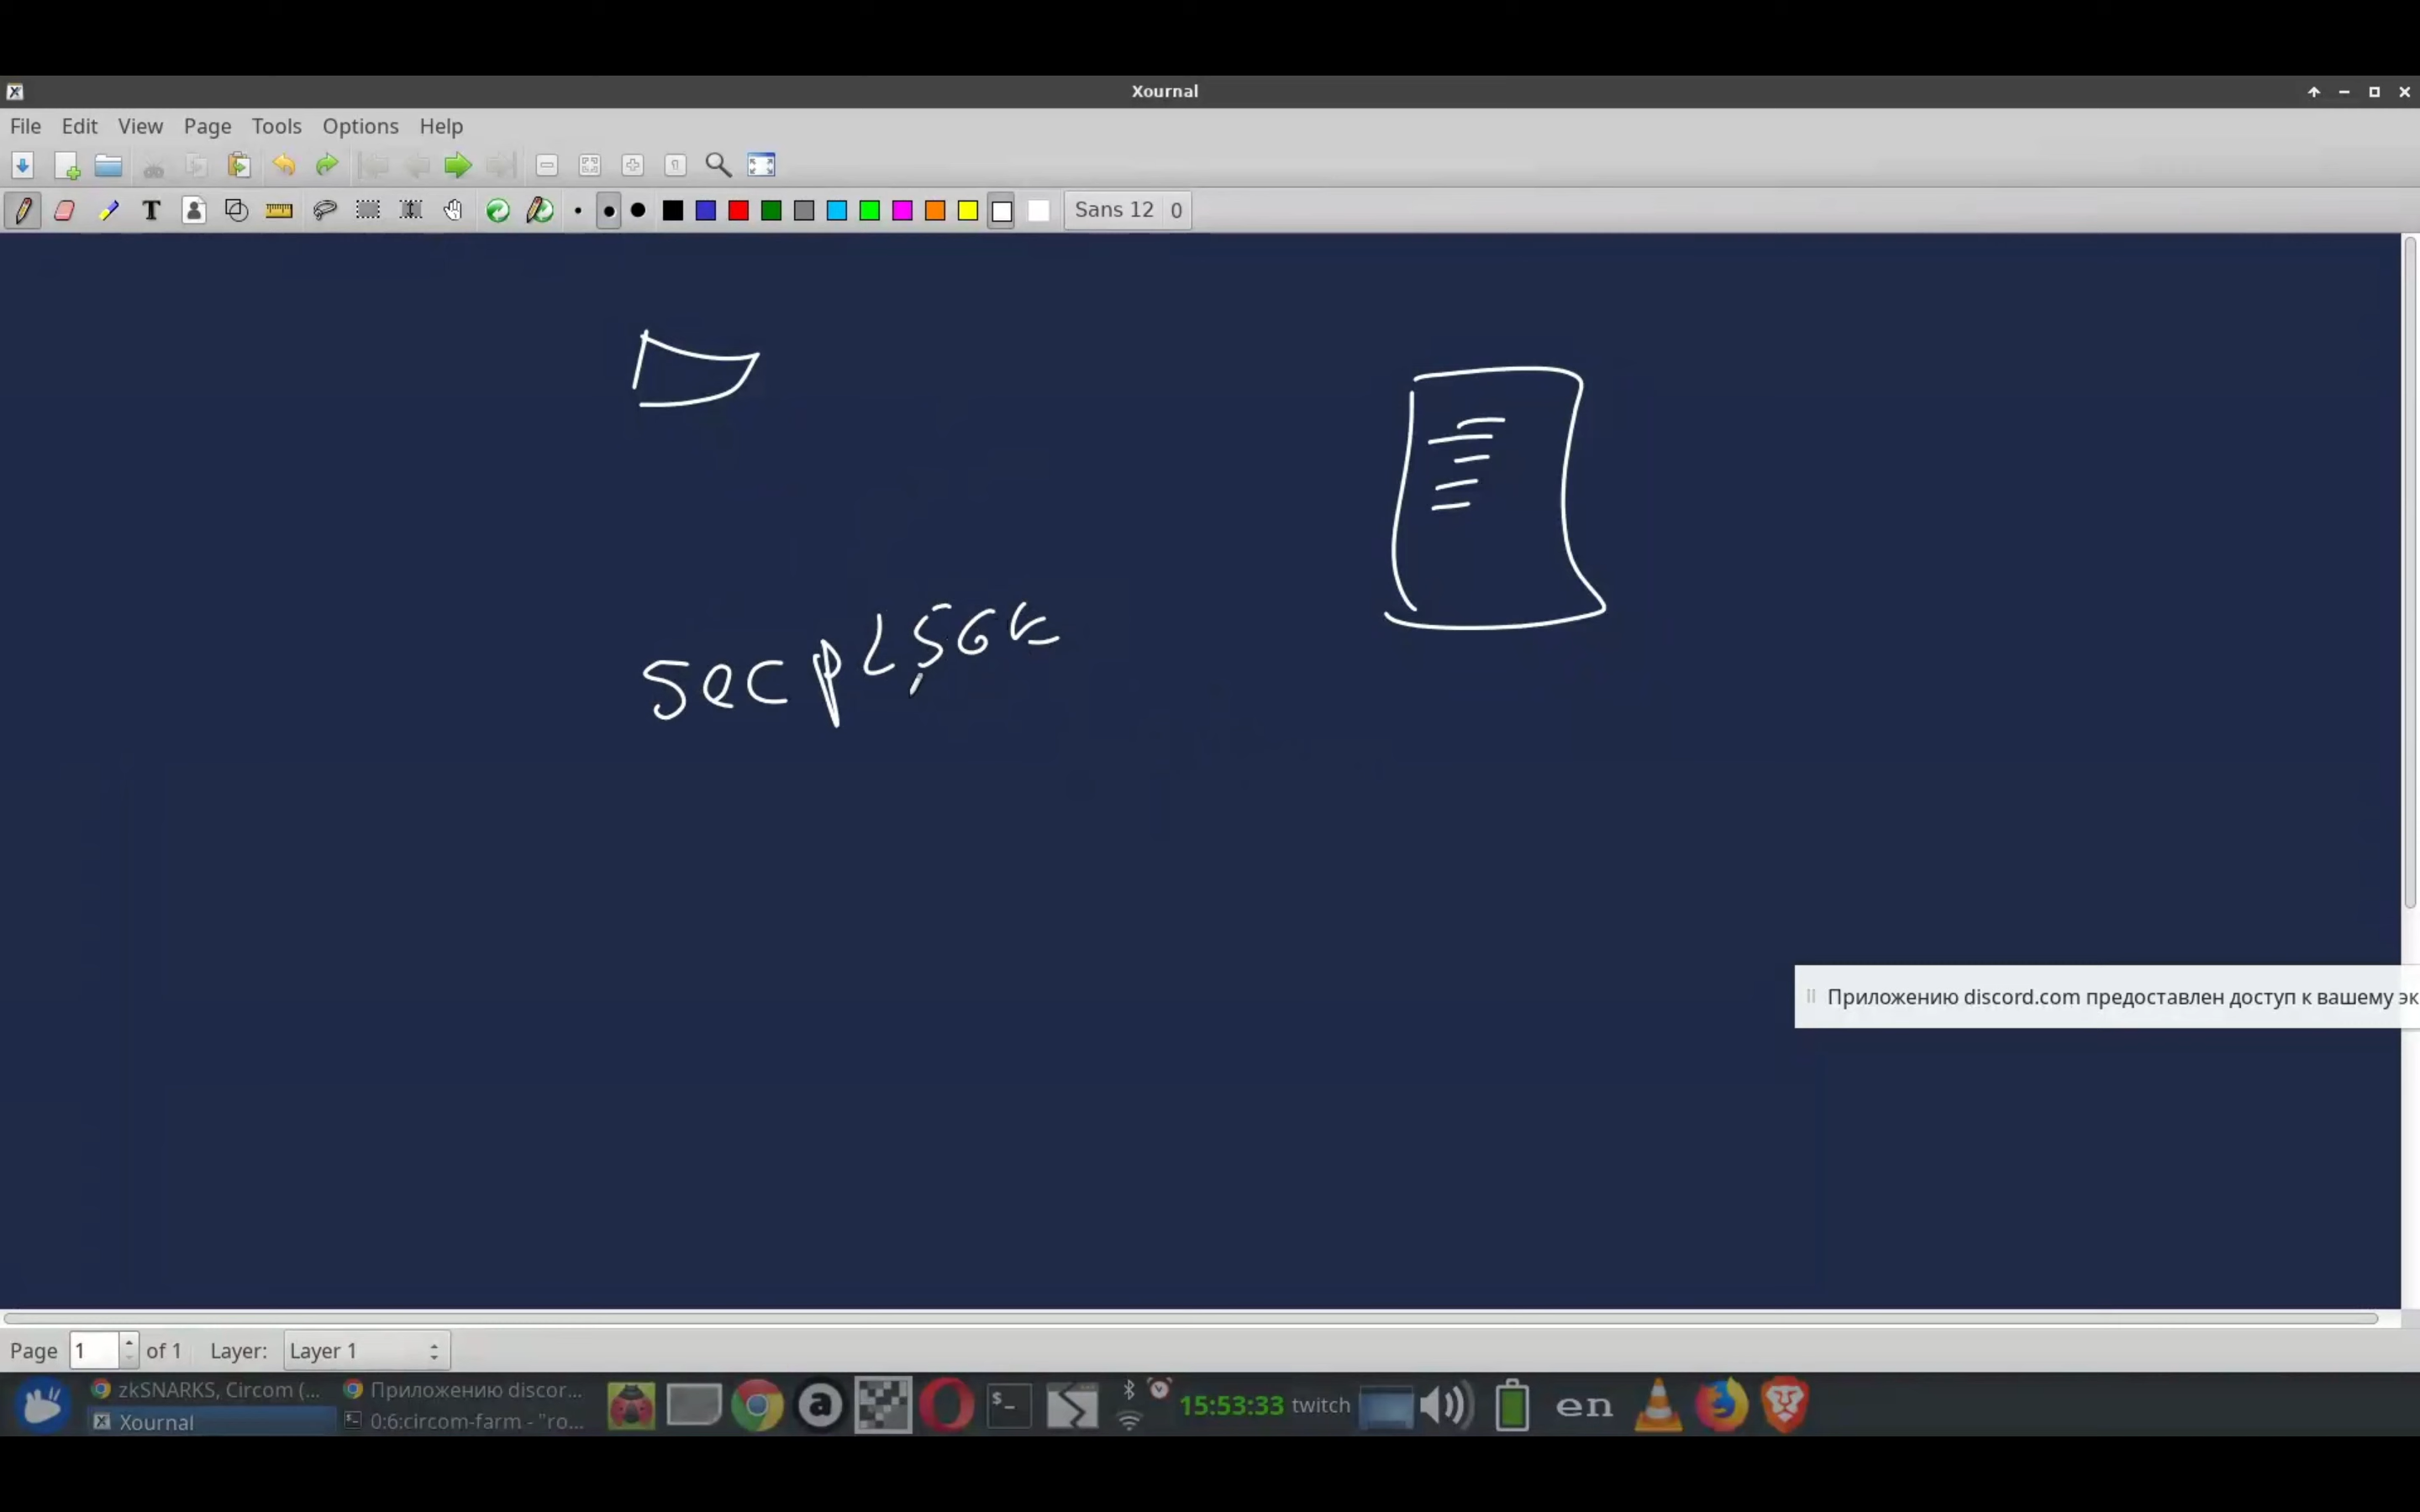 Xournal
File Edit View Page Tools Options Help
Sans 12 0
secp256k
Приложению discord.com предоставлен доступ к вашему эк
Page 1 of 1 Layer: Layer 1
zkSNARKS, Circom (... Приложению discor...
Xournal 0:6:circom-farm - "ro... 15:53:33 twitch en